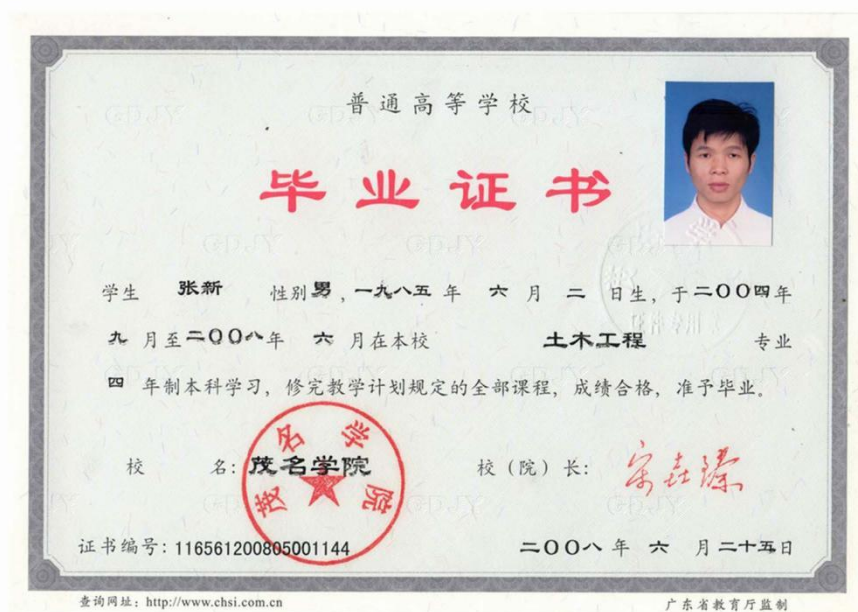 普通高等学校
毕业证书
学生 张新 性别男，一九八五年 六 月 二 日生，于二〇〇四年
九 月至二〇〇八年 六 月在本校 土木工程 专业
四 年制本科学习，修完教学计划规定的全部课程，成绩合格，准予毕业。
校 名：茂名学院 校（院）长：
茂名学院
证书编号：116561200805001144 二〇〇八 年 六 月二十五日
查询网址：http://www.chsi.com.cn 广东省教育厅监制